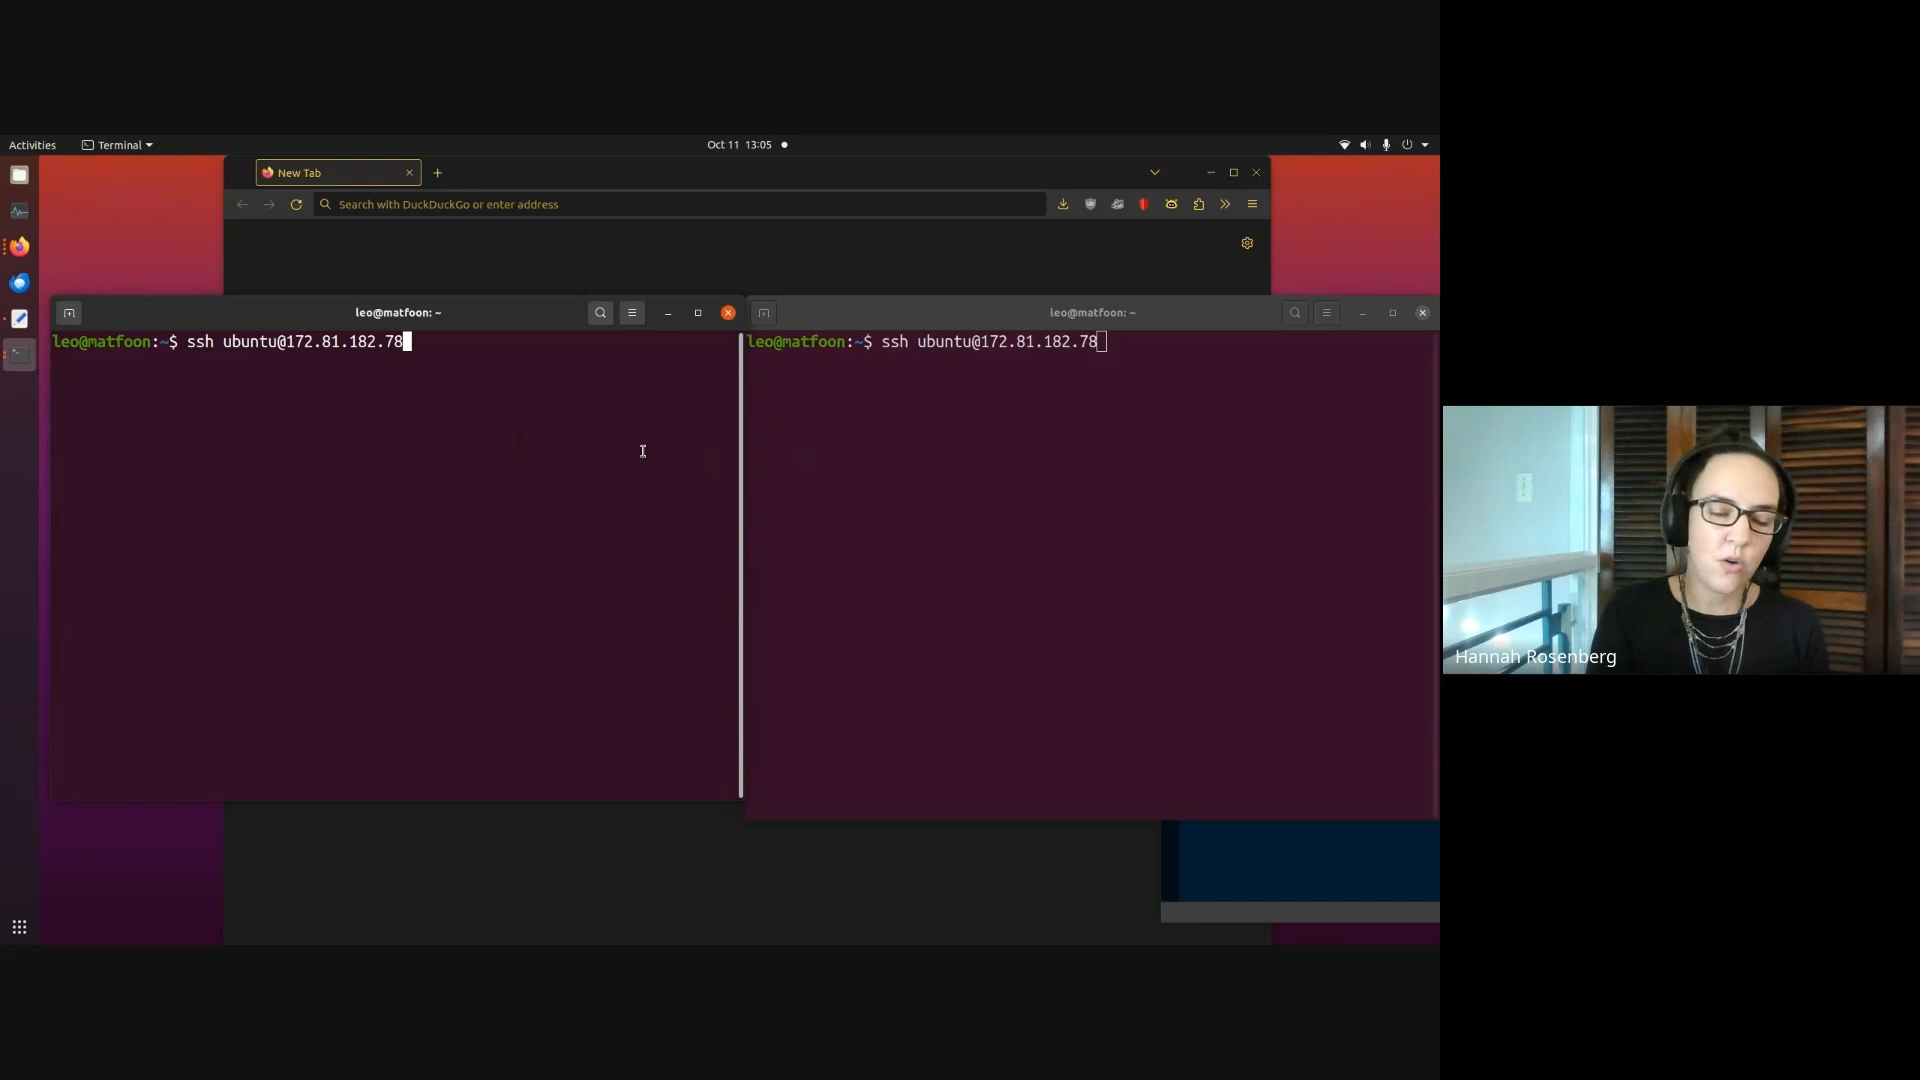 Activities
Terminal
Oct 11 13:05
New Tab
Search with DuckDuckGo or enter address
leo@matfoon: ~
leo@matfoon: ~
leo@matfoon:~$ ssh ubuntu@172.81.182.78
leo@matfoon:~$ ssh ubuntu@172.81.182.78
Hannah Rosenberg